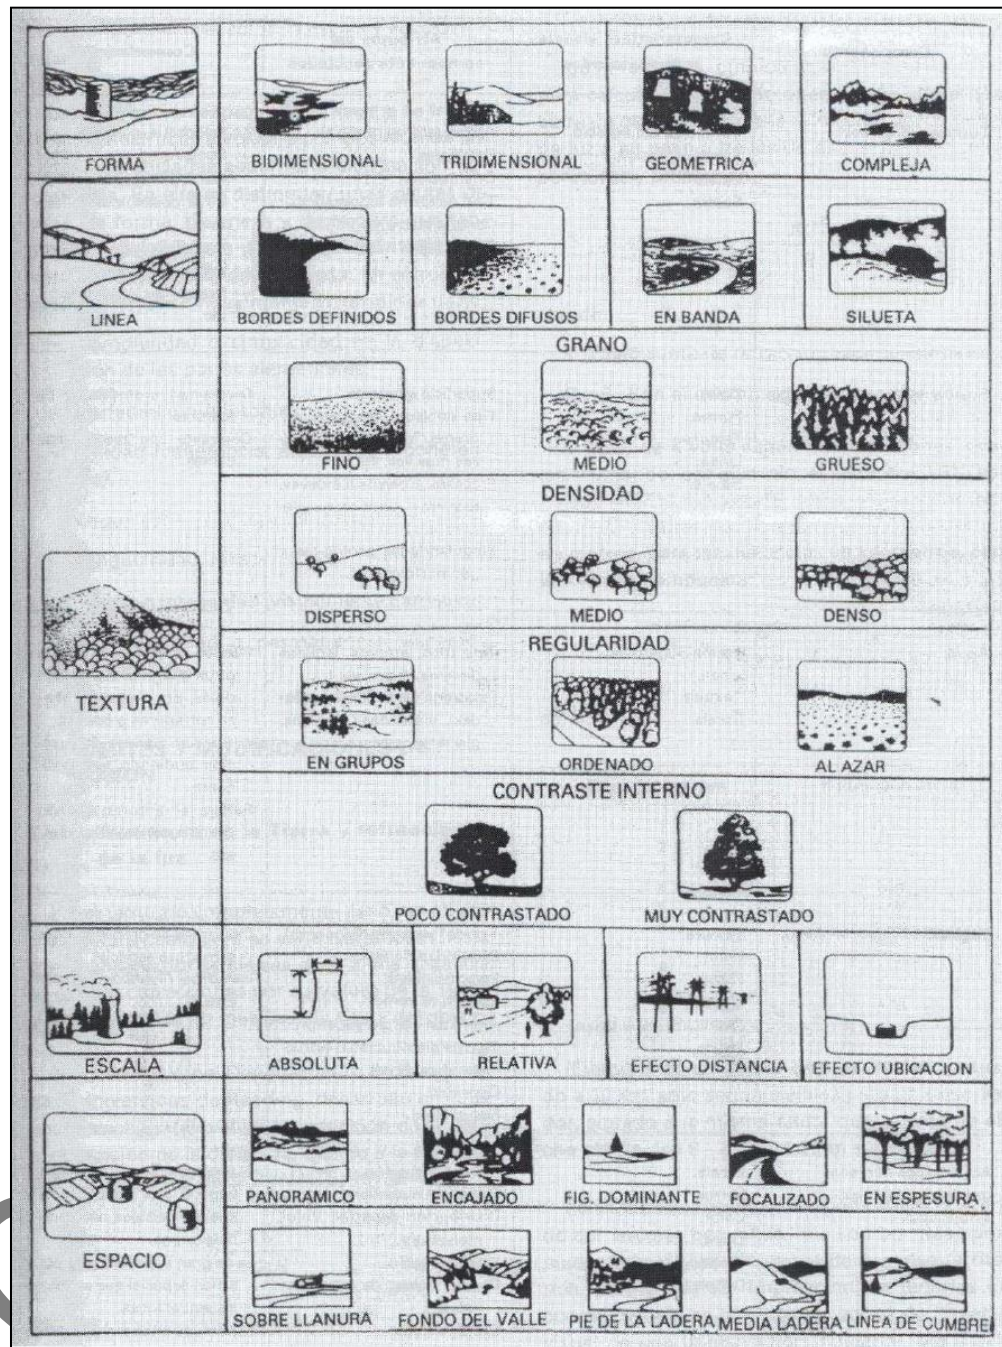 FORMA BIDIMENSIONAL TRIDIMENSIONAL GEOMETRICA COMPLEJA
LINEA BORDES DEFINIDOS BORDES DIFUSOS EN BANDA SILUETA
GRANO
FINO MEDIO GRUESO
DENSIDAD
DISPERSO MEDIO DENSO
REGULARIDAD
TEXTURA
EN GRUPOS ORDENADO AL AZAR
CONTRASTE INTERNO
POCO CONTRASTADO MUY CONTRASTADO
ESCALA ABSOLUTA RELATIVA EFECTO DISTANCIA EFECTO UBICACION
PANORAMICO ENCAJADO FIG. DOMINANTE FOCALIZADO EN ESPESURA
ESPACIO
SOBRE LLANURA FONDO DEL VALLE PIE DE LA LADERA MEDIA LADERA LINEA DE CUMBRE